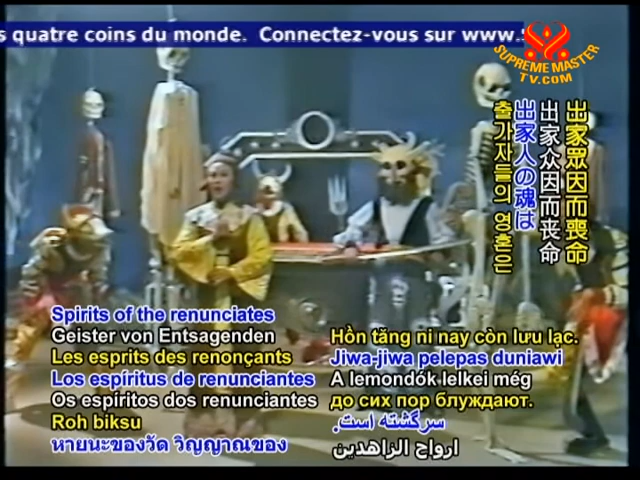 s quatre coins du monde. Connectez-vous sur www.S
SUPREME MASTER
TV.COM
出家眾因而喪命
出家众因而丧命
出家人の魂は
출가자들의 영혼은
Spirits of the renunciates
Geister von Entsagenden
Les esprits des renonçants
Los espíritus de renunciantes
Os espíritos dos renunciantes
Roh biksu
หายนะของวัด วิญญาณของ
Hồn tăng ni nay còn lưu lạc.
Jiwa-jiwa pelepas duniawi
A lemondók lelkei még
до сих пор блуждают.
سرگشته است.
ارواح الزاهدين